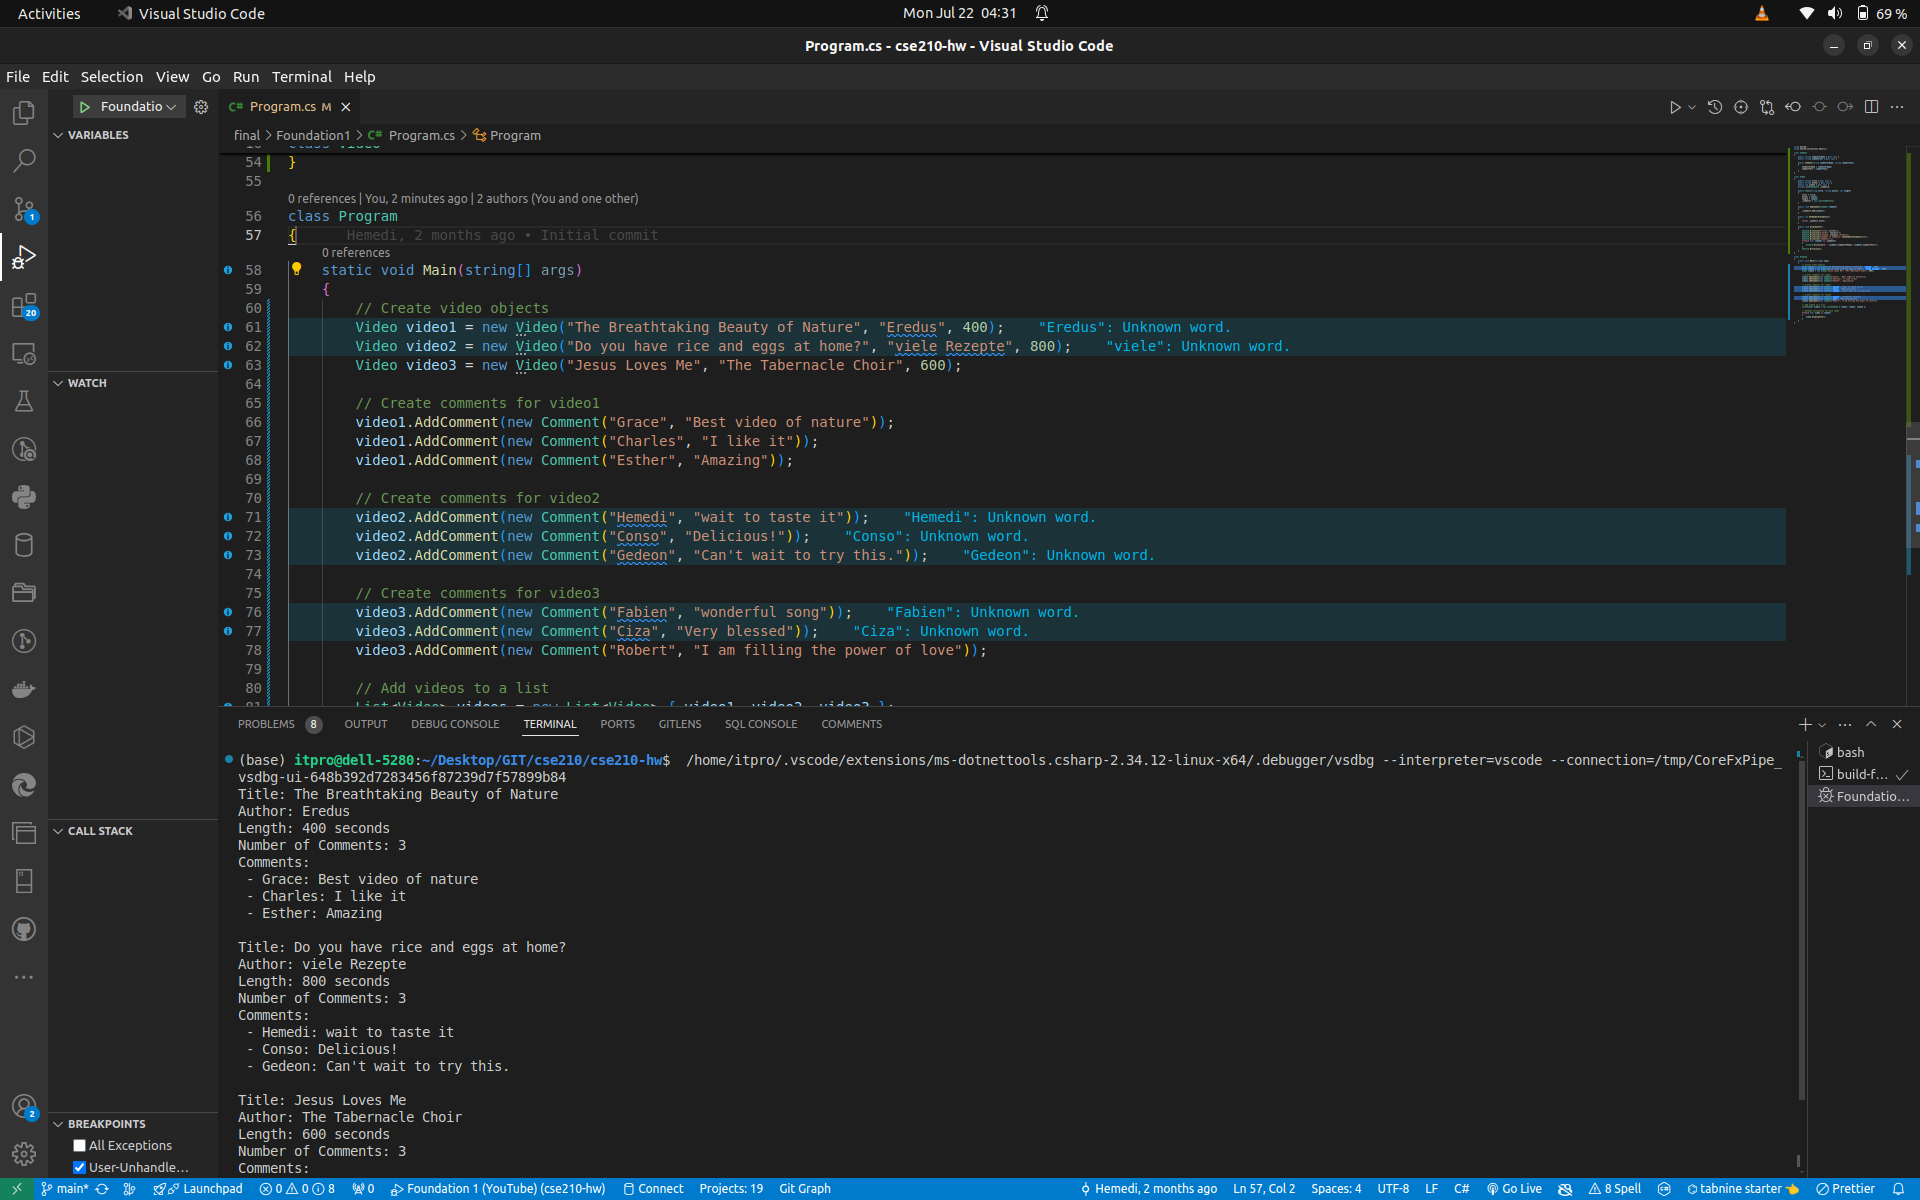 Activities
Visual Studio Code
Mon Jul 22 04:31
69 %
Program.cs - cse210-hw - Visual Studio Code
File Edit Selection View Go Run Terminal Help
Foundatio
C# Program.cs M
final > Foundation1 > C# Program.cs > Program
VARIABLES
WATCH
CALL STACK
BREAKPOINTS
All Exceptions
User-Unhandle...
1
20
2
54 }
55
0 references | You, 2 minutes ago | 2 authors (You and one other)
56 class Program
57 { Hemedi, 2 months ago • Initial commit
0 references
58 static void Main(string[] args)
59 {
60 // Create video objects
61 Video video1 = new Video("The Breathtaking Beauty of Nature", "Eredus", 400); "Eredus": Unknown word.
62 Video video2 = new Video("Do you have rice and eggs at home?", "viele Rezepte", 800); "viele": Unknown word.
63 Video video3 = new Video("Jesus Loves Me", "The Tabernacle Choir", 600);
64
65 // Create comments for video1
66 video1.AddComment(new Comment("Grace", "Best video of nature"));
67 video1.AddComment(new Comment("Charles", "I like it"));
68 video1.AddComment(new Comment("Esther", "Amazing"));
69
70 // Create comments for video2
71 video2.AddComment(new Comment("Hemedi", "wait to taste it")); "Hemedi": Unknown word.
72 video2.AddComment(new Comment("Conso", "Delicious!")); "Conso": Unknown word.
73 video2.AddComment(new Comment("Gedeon", "Can't wait to try this.")); "Gedeon": Unknown word.
74
75 // Create comments for video3
76 video3.AddComment(new Comment("Fabien", "wonderful song")); "Fabien": Unknown word.
77 video3.AddComment(new Comment("Ciza", "Very blessed")); "Ciza": Unknown word.
78 video3.AddComment(new Comment("Robert", "I am filling the power of love"));
79
80 // Add videos to a list
81 List<Video> videos = new List<Video> { video1, video2, video3 };
PROBLEMS 8 OUTPUT DEBUG CONSOLE TERMINAL PORTS GITLENS SQL CONSOLE COMMENTS
(base) itpro@dell-5280:~/Desktop/GIT/cse210/cse210-hw$ /home/itpro/.vscode/extensions/ms-dotnettools.csharp-2.34.12-linux-x64/.debugger/vsdbg --interpreter=vscode --connection=/tmp/CoreFxPipe_
vsdbg-ui-648b392d7283456f87239d7f57899b84
Title: The Breathtaking Beauty of Nature
Author: Eredus
Length: 400 seconds
Number of Comments: 3
Comments:
- Grace: Best video of nature
- Charles: I like it
- Esther: Amazing
Title: Do you have rice and eggs at home?
Author: viele Rezepte
Length: 800 seconds
Number of Comments: 3
Comments:
- Hemedi: wait to taste it
- Conso: Delicious!
- Gedeon: Can't wait to try this.
Title: Jesus Loves Me
Author: The Tabernacle Choir
Length: 600 seconds
Number of Comments: 3
Comments:
bash
build-f...
Foundatio...
main* Launchpad 0 0 8 0 Foundation 1 (YouTube) (cse210-hw) Connect Projects: 19 Git Graph Hemedi, 2 months ago Ln 57, Col 2 Spaces: 4 UTF-8 LF C# Go Live 8 Spell tabnine starter Prettier